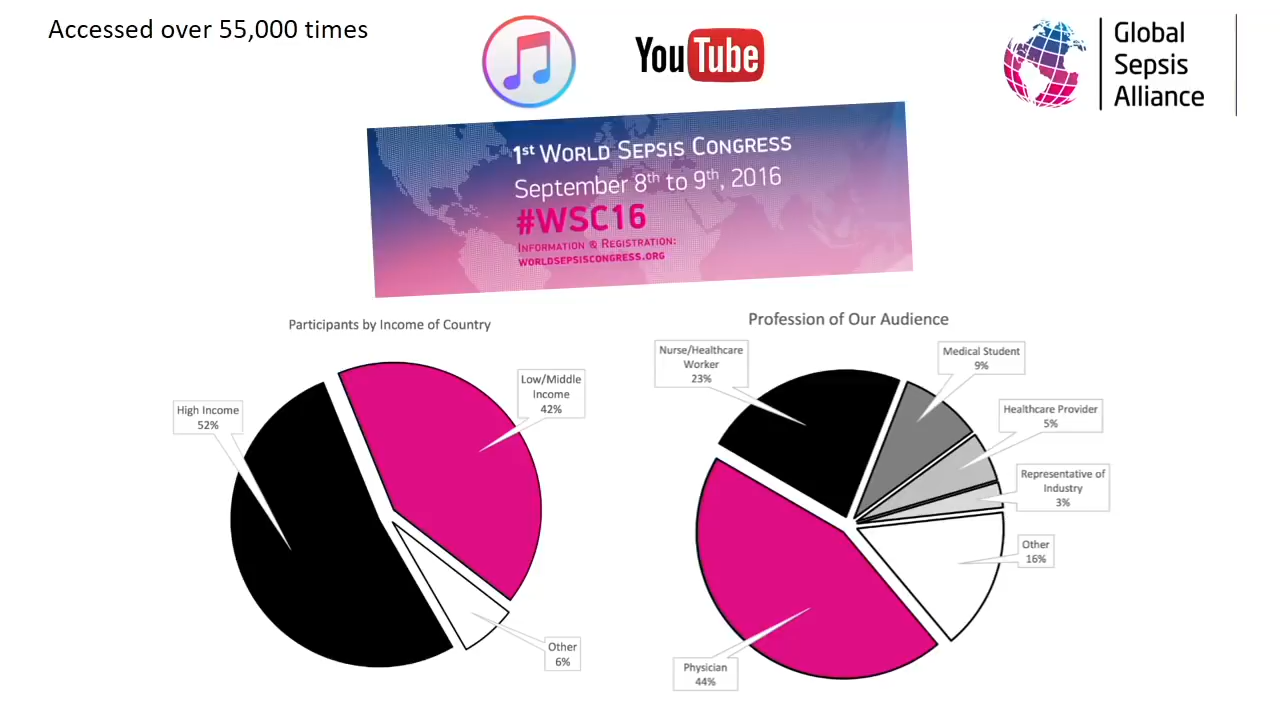 Accessed over 55,000 times
YouTube
Global
Sepsis
Alliance
1st World Sepsis Congress
September 8th to 9th, 2016
#WSC16
Information & Registration:
worldsepsiscongress.org
Participants by Income of Country
High Income
52%
Low/Middle
Income
42%
Other
6%
Profession of Our Audience
Nurse/Healthcare
Worker
23%
Medical Student
9%
Healthcare Provider
5%
Representative of
Industry
3%
Other
16%
Physician
44%